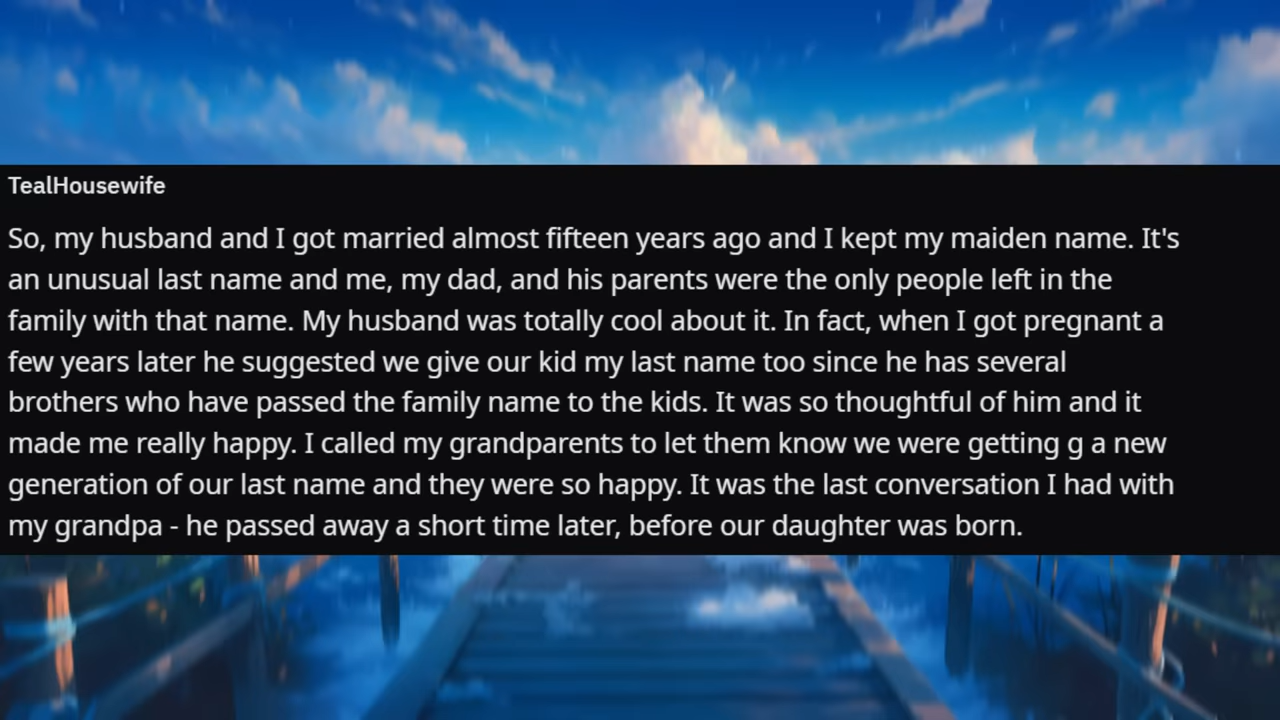 TealHousewife
So, my husband and I got married almost fifteen years ago and I kept my maiden name. It's
an unusual last name and me, my dad, and his parents were the only people left in the
family with that name. My husband was totally cool about it. In fact, when I got pregnant a
few years later he suggested we give our kid my last name too since he has several
brothers who have passed the family name to the kids. It was so thoughtful of him and it
made me really happy. I called my grandparents to let them know we were getting g a new
generation of our last name and they were so happy. It was the last conversation I had with
my grandpa - he passed away a short time later, before our daughter was born.